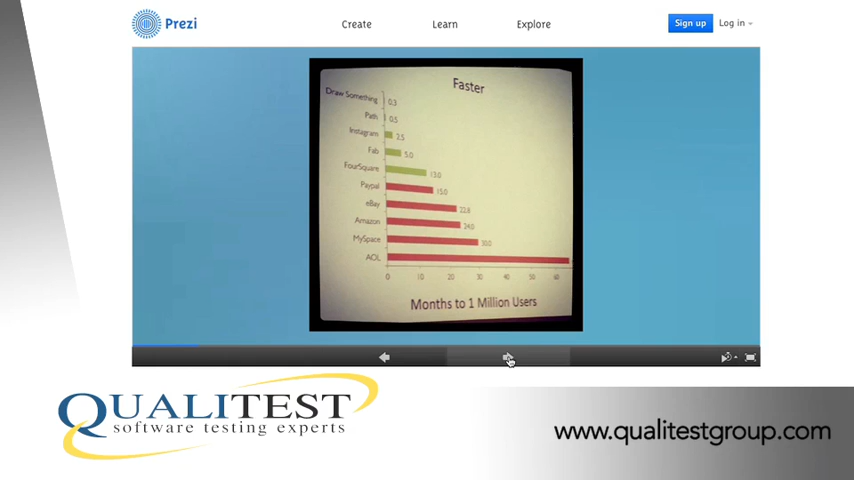 Prezi
Create
Learn
Explore
Sign up
Log in
Faster
Draw Something 0.3
Path 0.5
Instagram 2.5
Fab 5.0
FourSquare 13.0
Paypal 15.0
eBay 22.8
Amazon 24.0
MySpace 30.0
AOL
0 10 20 30 40 50 60
Months to 1 Million Users
QUALITEST
software testing experts
www.qualitestgroup.com